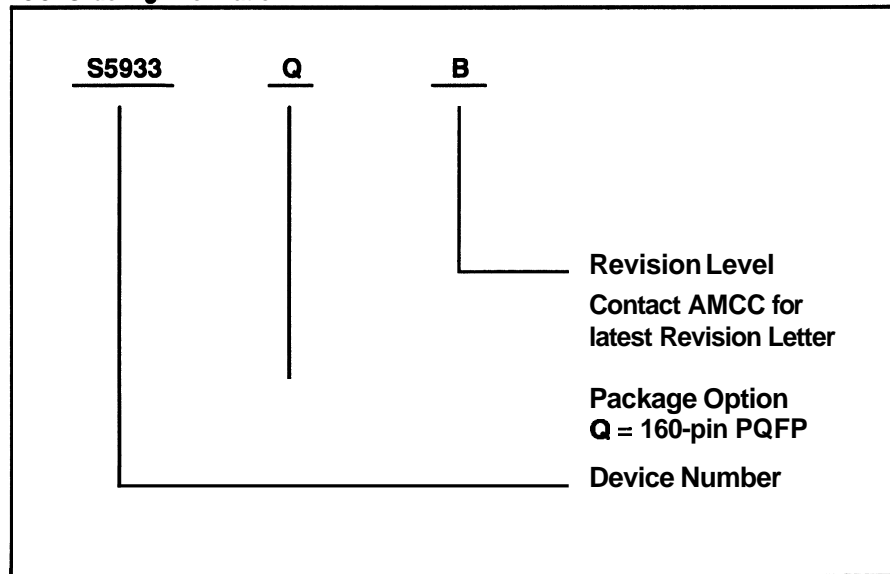 S5933 Q B
Revision Level
Contact AMCC for
latest Revision Letter
Package Option
Q = 160-pin PQFP
Device Number